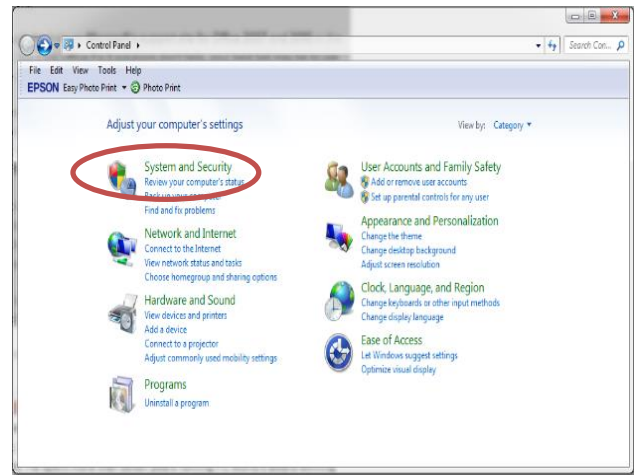 Control Panel
Search Con...
File Edit View Tools Help
EPSON Easy Photo Print Photo Print
Adjust your computer's settings
View by: Category
System and Security
Review your computer's status
Back up your computer
Find and fix problems
Network and Internet
Connect to the Internet
View network status and tasks
Choose homegroup and sharing options
Hardware and Sound
View devices and printers
Add a device
Connect to a projector
Adjust commonly used mobility settings
Programs
Uninstall a program
User Accounts and Family Safety
Add or remove user accounts
Set up parental controls for any user
Appearance and Personalization
Change the theme
Change desktop background
Adjust screen resolution
Clock, Language, and Region
Change keyboards or other input methods
Change display language
Ease of Access
Let Windows suggest settings
Optimize visual display